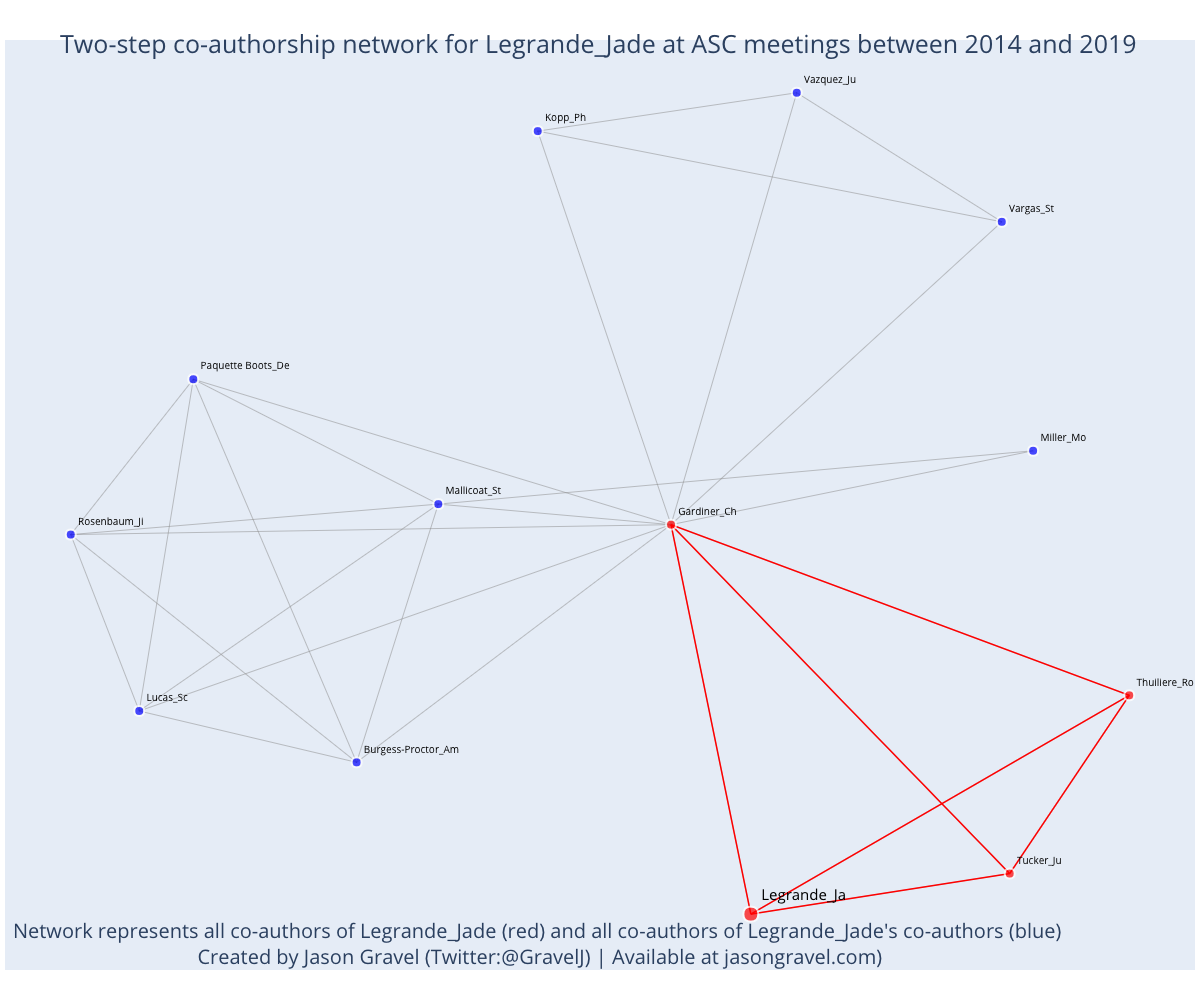 Two-step co-authorship network for Legrande_Jade at ASC meetings between 2014 and 2019
Vazquez_Ju
Kopp_Ph
Vargas_St
Paquette Boots_De
Miller_Mo
Mallicoat_St
Gardiner_Ch
Rosenbaum_Ji
Thuiliere_Ro
Lucas_Sc
Burgess-Proctor_Am
Tucker_Ju
Legrande_Ja
Network represents all co-authors of Legrande_Jade (red) and all co-authors of Legrande_Jade's co-authors (blue)
Created by Jason Gravel (Twitter:@GravelJ) | Available at jasongravel.com)